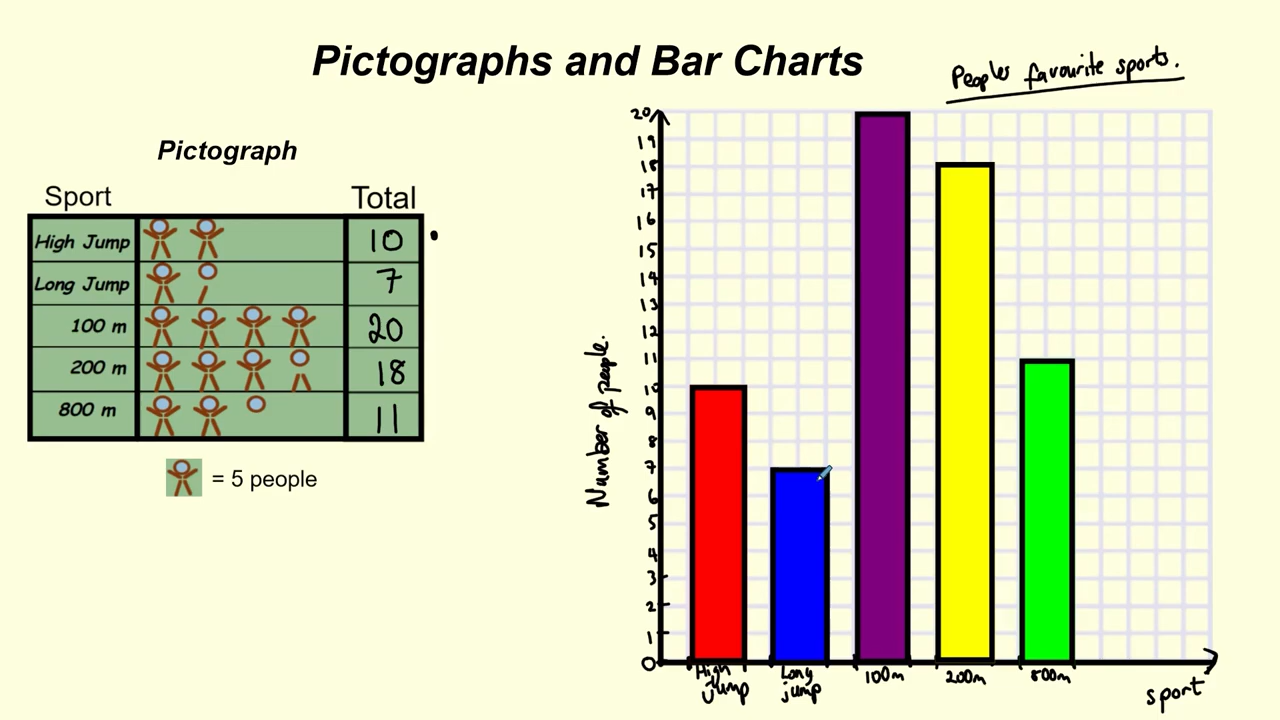 Pictographs and Bar Charts
Peoples favourite sports.
Pictograph
Sport Total
High Jump 10
Long Jump 7
100 m 20
200 m 18
800 m 11
= 5 people
Number of people.
20
19
18
17
16
15
14
13
12
11
10
9
8
7
6
5
4
3
2
1
0
High Jump
Long jump
100m
200m
800m
sport